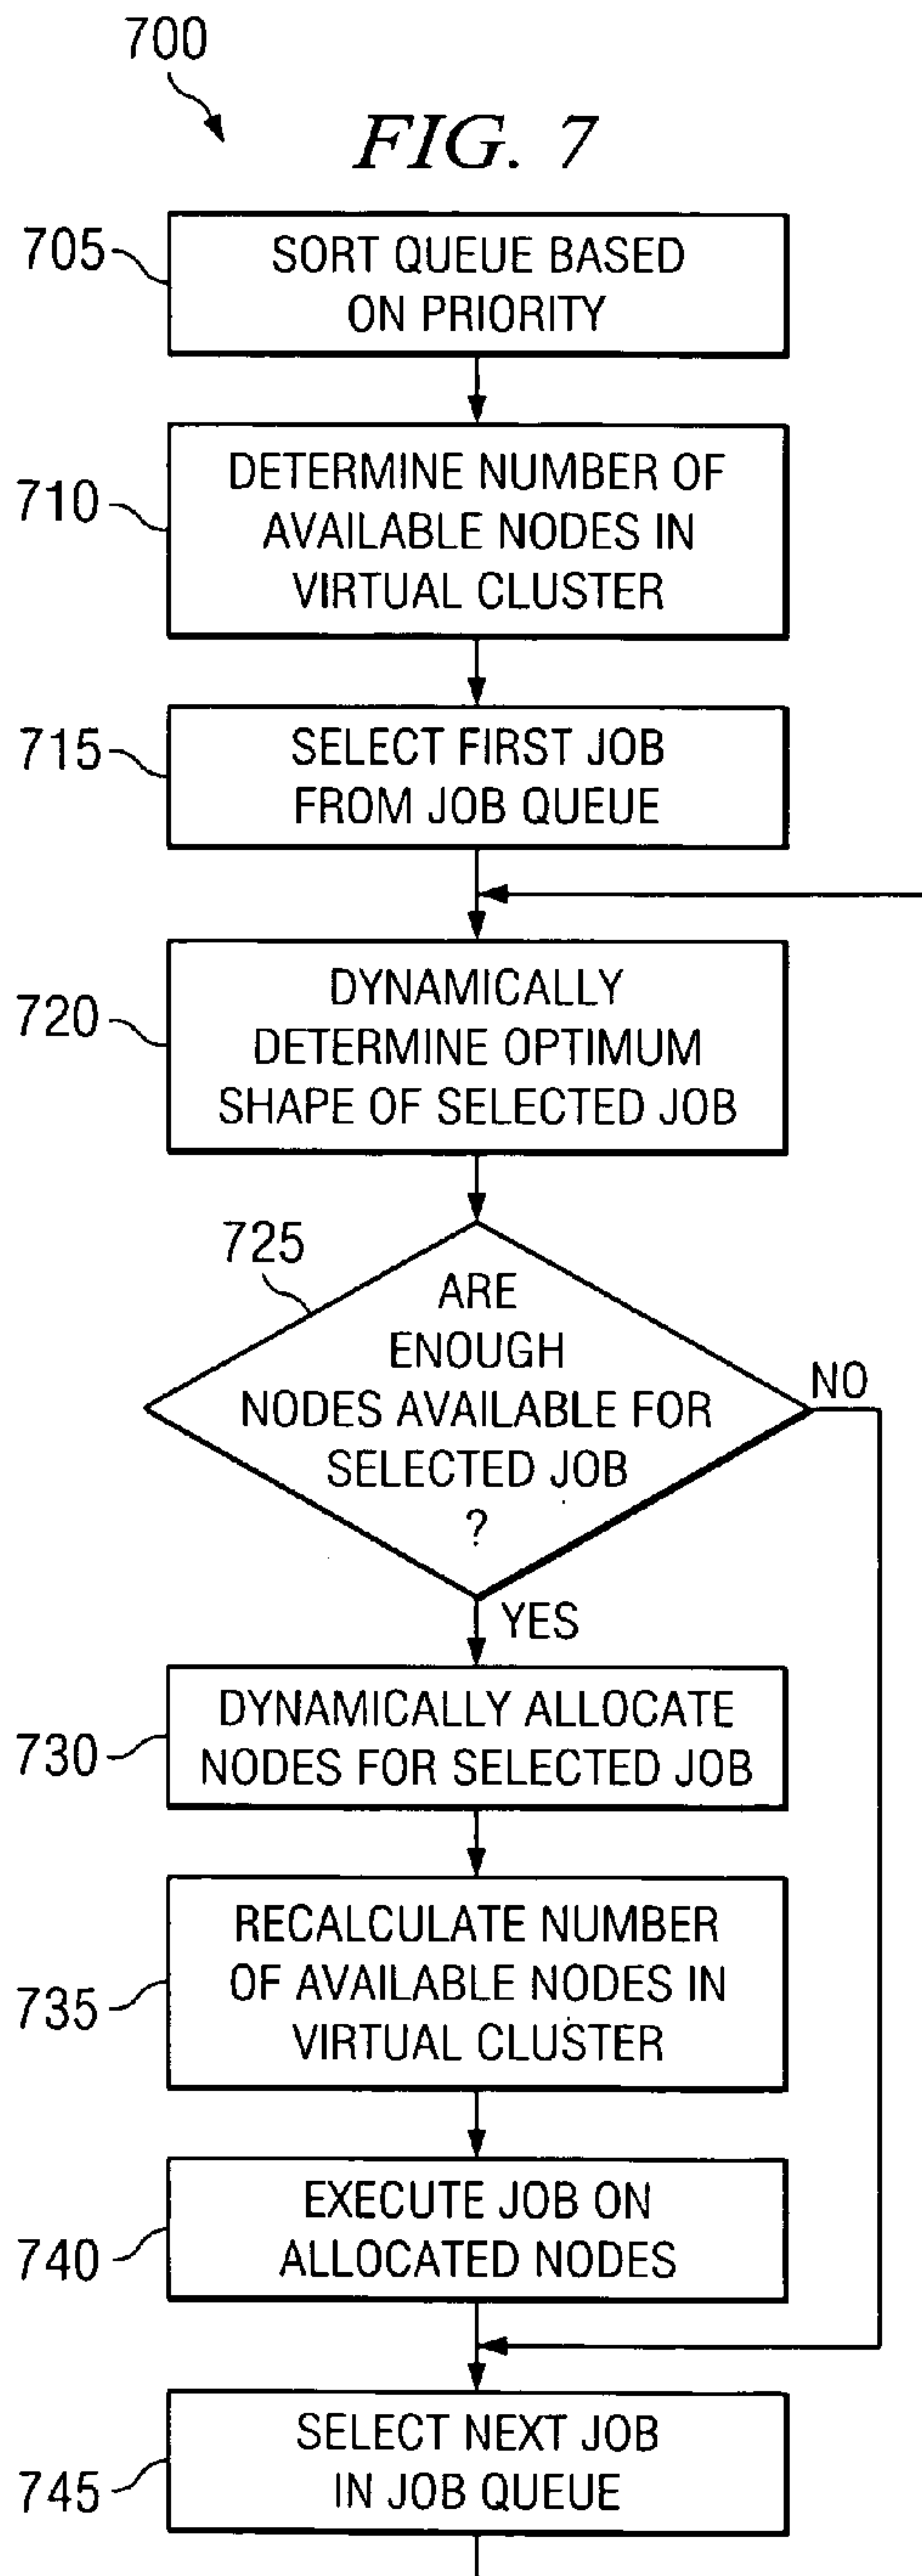 700
FIG. 7
705
SORT QUEUE BASED
ON PRIORITY
710
DETERMINE NUMBER OF
AVAILABLE NODES IN
VIRTUAL CLUSTER
715
SELECT FIRST JOB
FROM JOB QUEUE
720
DYNAMICALLY
DETERMINE OPTIMUM
SHAPE OF SELECTED JOB
725
ARE
ENOUGH
NODES AVAILABLE FOR
SELECTED JOB
?
NO
YES
730
DYNAMICALLY ALLOCATE
NODES FOR SELECTED JOB
735
RECALCULATE NUMBER
OF AVAILABLE NODES IN
VIRTUAL CLUSTER
740
EXECUTE JOB ON
ALLOCATED NODES
745
SELECT NEXT JOB
IN JOB QUEUE